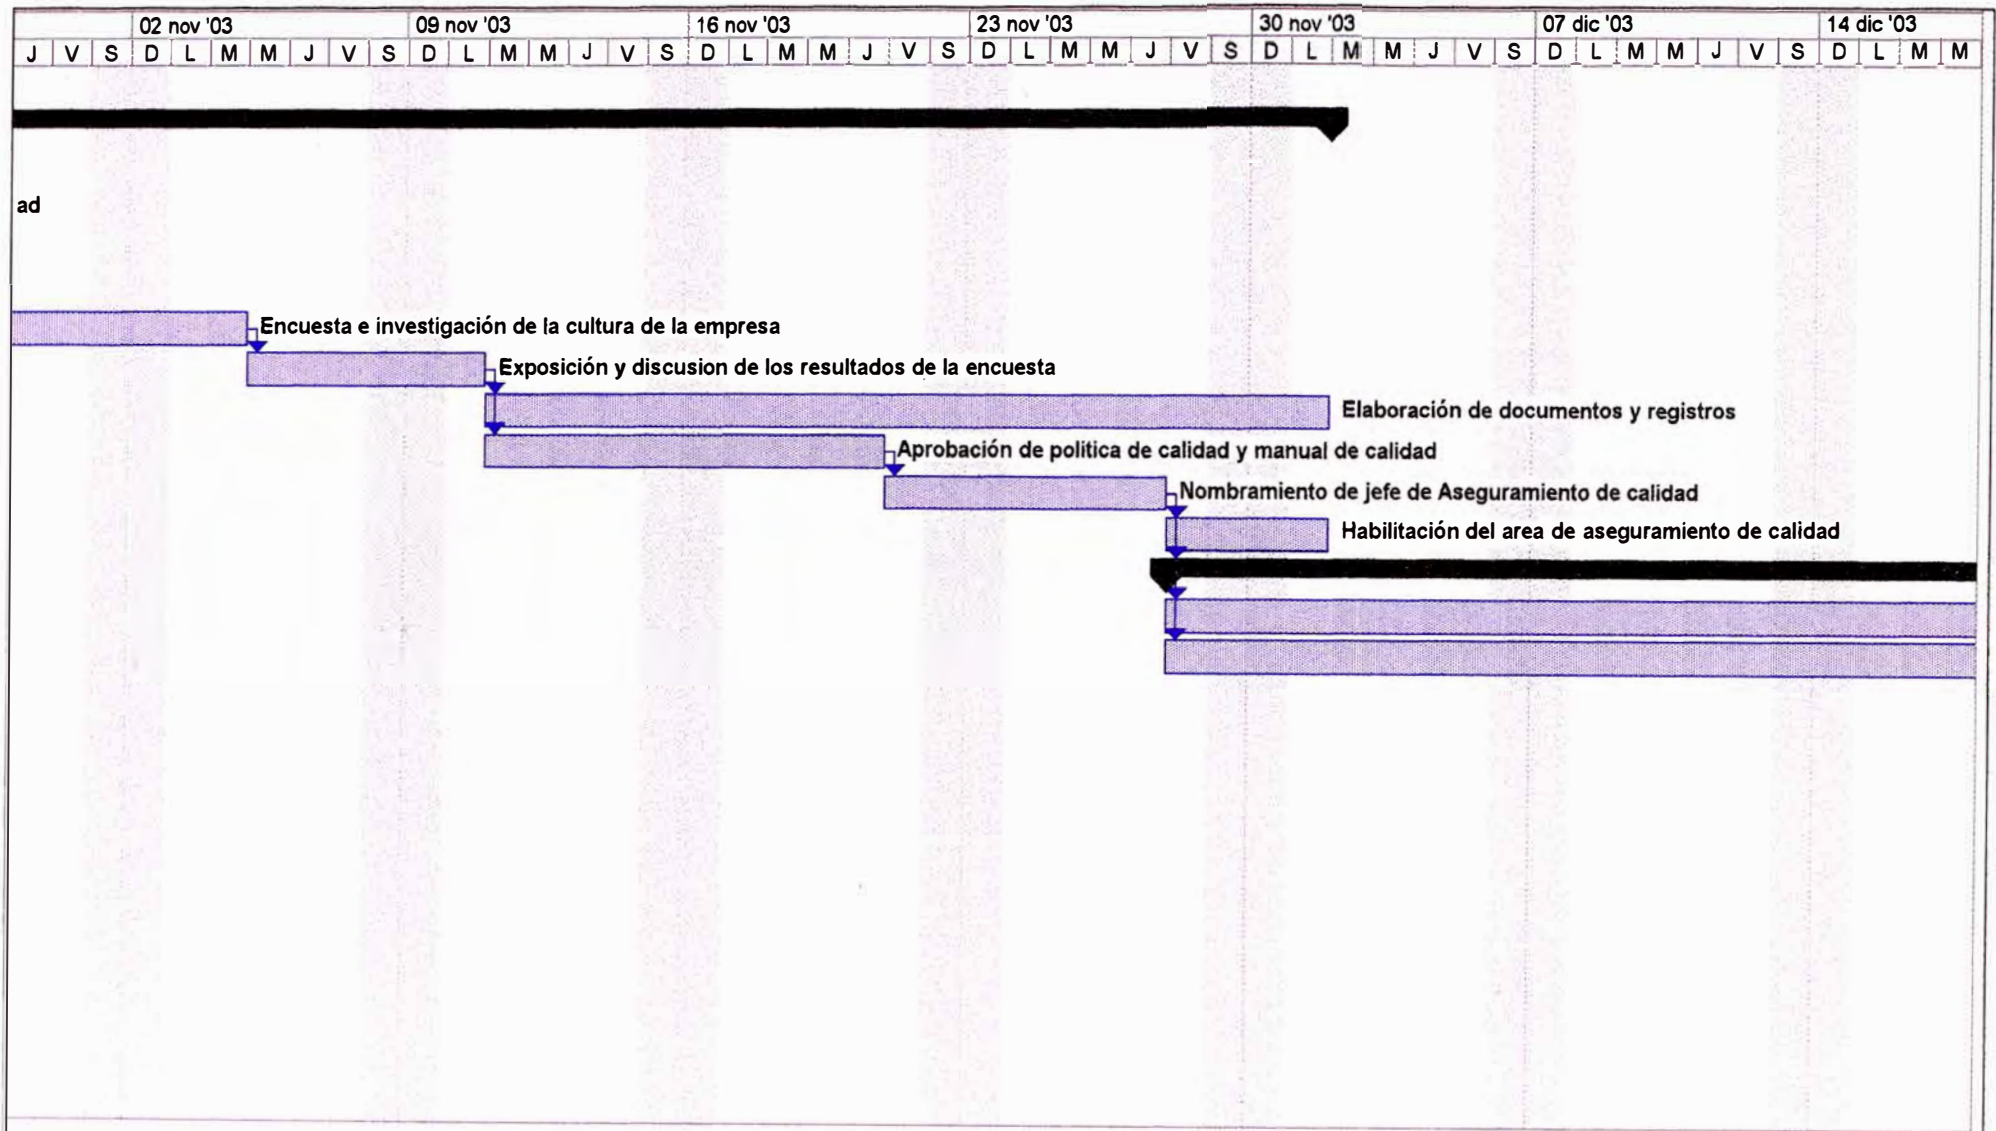 02 nov '03 09 nov '03 16 nov '03 23 nov '03 30 nov '03 07 dic '03 14 dic '03
J V S D L M M J V S D L M M J V S D L M M J V S D L M M J V S D L M M J V S D L M M J V S D L M M
ad
Encuesta e investigación de la cultura de la empresa
Exposición y discusion de los resultados de la encuesta
Elaboración de documentos y registros
Aprobación de politica de calidad y manual de calidad
Nombramiento de jefe de Aseguramiento de calidad
Habilitación del area de aseguramiento de calidad